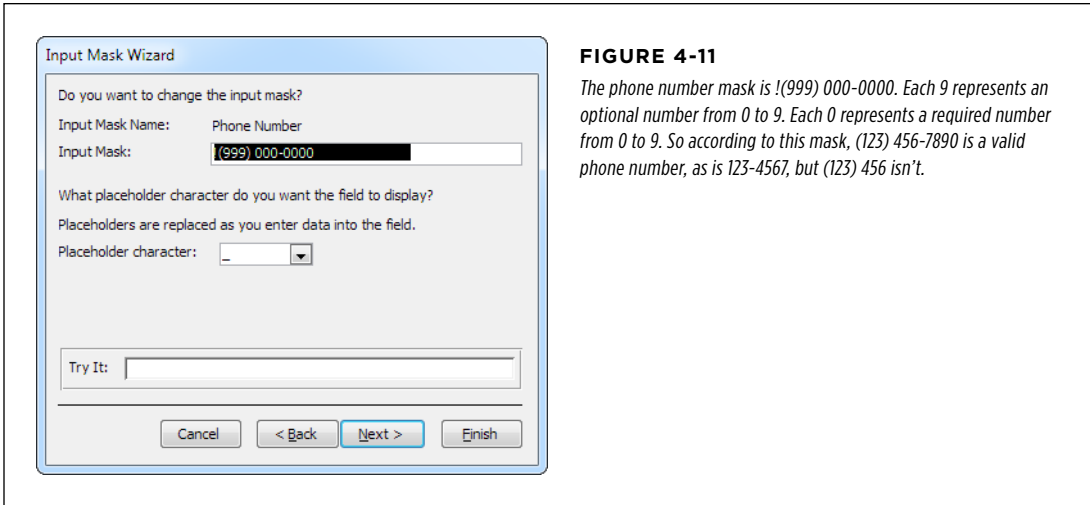 Input Mask Wizard
Do you want to change the input mask?
Input Mask Name: Phone Number
Input Mask: !(999) 000-0000
What placeholder character do you want the field to display?
Placeholders are replaced as you enter data into the field.
Placeholder character: _
Try It:
Cancel < Back Next > Finish
FIGURE 4-11
The phone number mask is !(999) 000-0000. Each 9 represents an
optional number from 0 to 9. Each 0 represents a required number
from 0 to 9. So according to this mask, (123) 456-7890 is a valid
phone number, as is 123-4567, but (123) 456 isn’t.